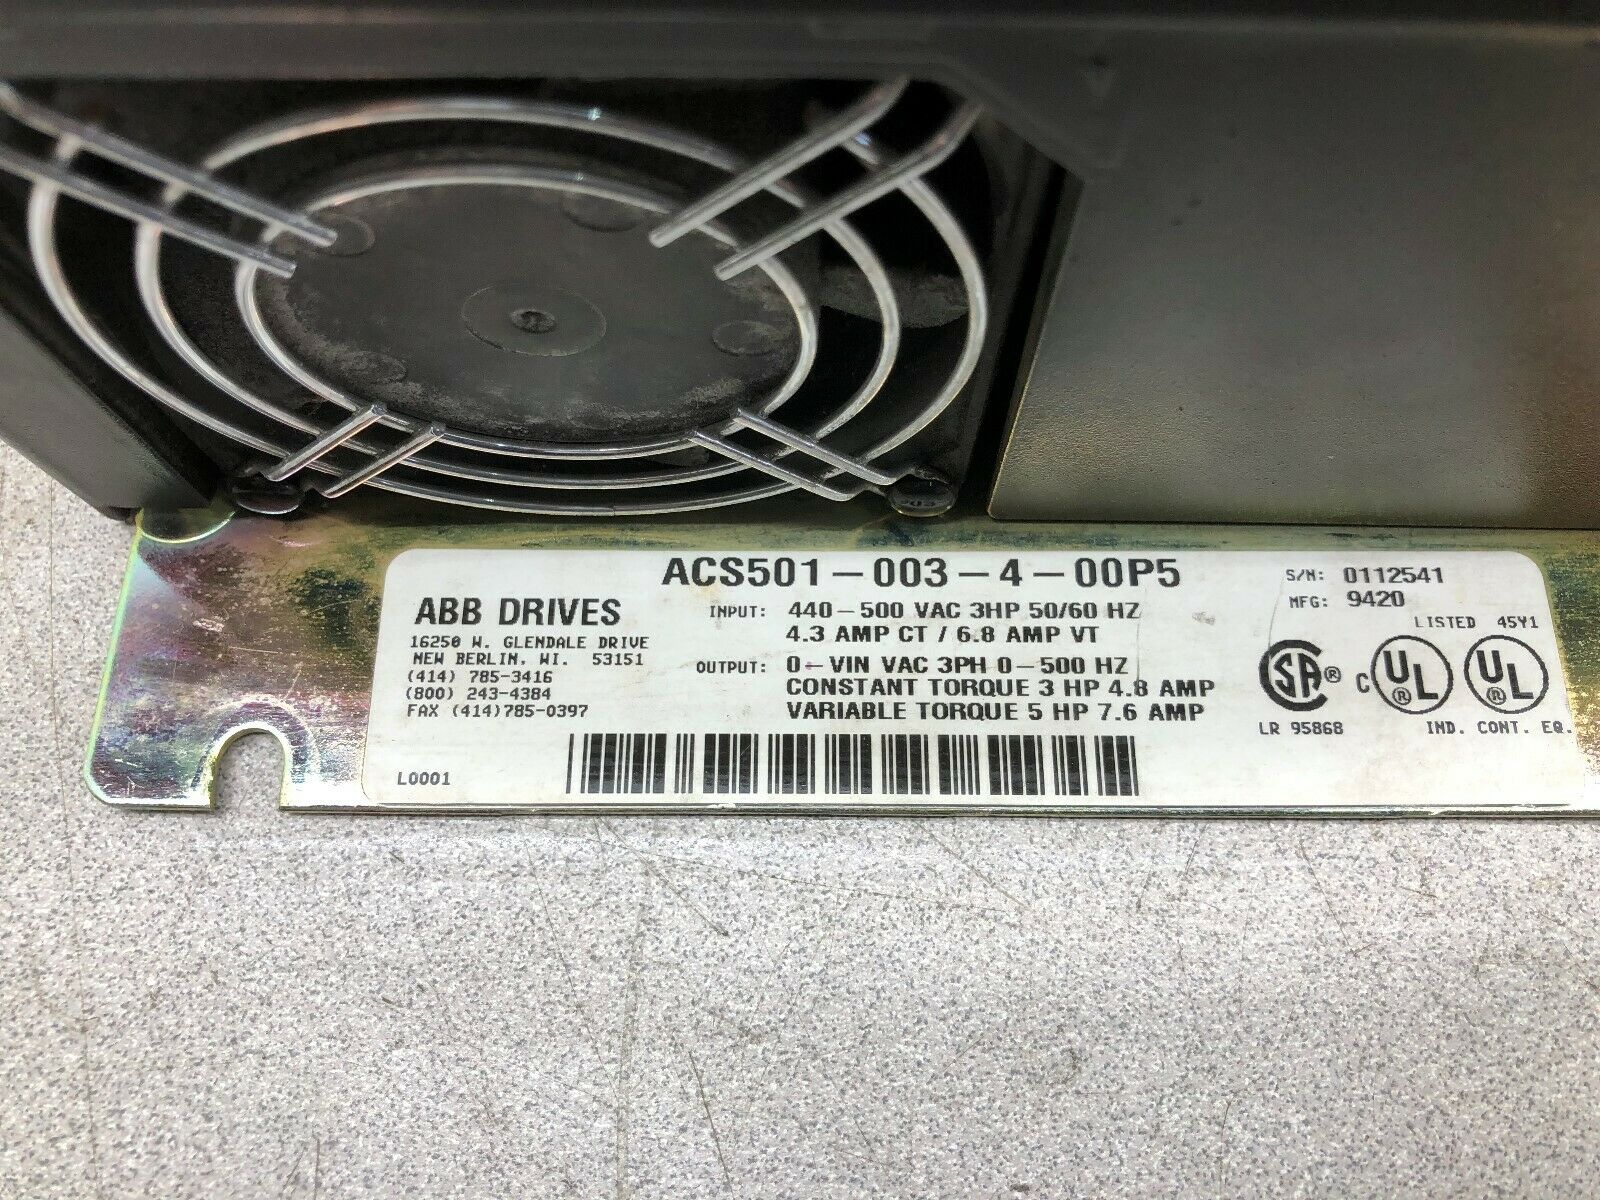 ACS501-003-4-00P5
ABB DRIVES
16250 W. GLENDALE DRIVE
NEW BERLIN, WI. 53151
(414) 785-3416
(800) 243-4384
FAX (414)785-0397
L0001
INPUT: 440-500 VAC 3HP 50/60 HZ
4.3 AMP CT / 6.8 AMP VT
OUTPUT: 0-VIN VAC 3PH 0-500 HZ
CONSTANT TORQUE 3 HP 4.8 AMP
VARIABLE TORQUE 5 HP 7.6 AMP
S/N: 0112541
MFG: 9420
LISTED 45Y1
SA ®
C UL ® UL ®
LR 95868
IND. CONT. EQ.